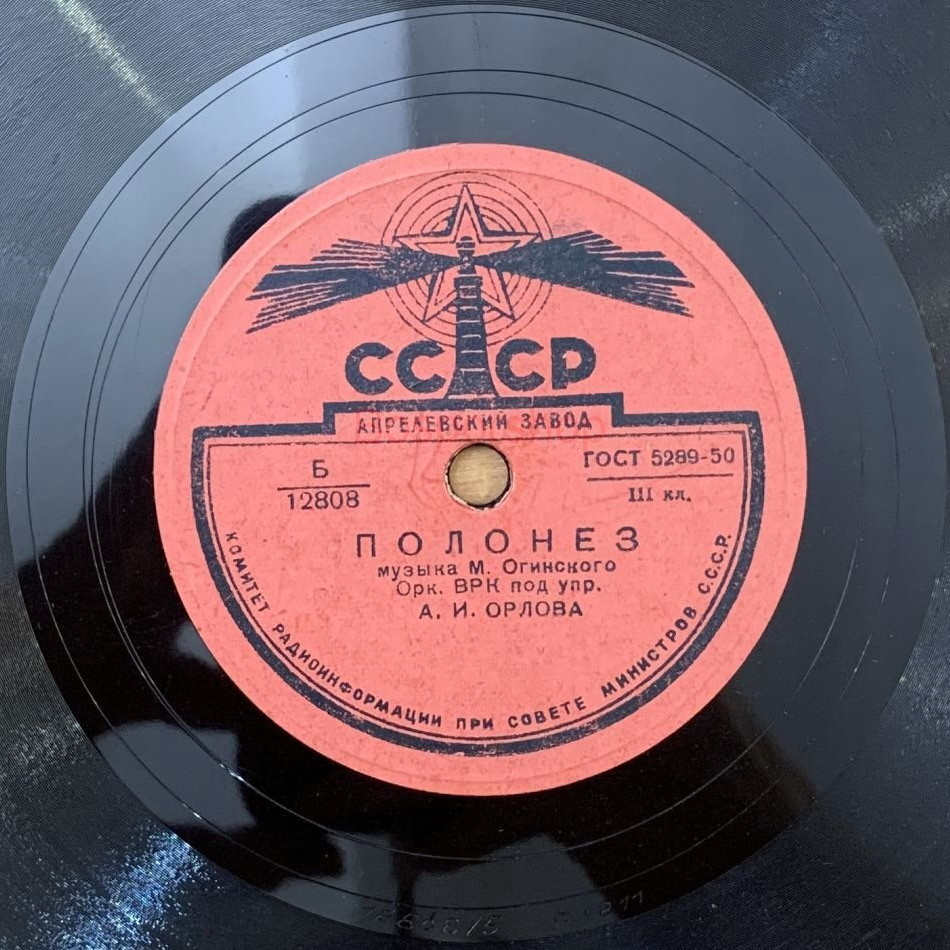 СССР
АПРЕЛЕВСКИЙ ЗАВОД
Б
12808
ГОСТ 5289-50
III кл.
ПОЛОНЕЗ
музыка М. Огинского
Орк. ВРК под упр.
А. И. ОРЛОВА
КОМИТЕТ РАДИОИНФОРМАЦИИ ПРИ СОВЕТЕ МИНИСТРОВ С.С.С.Р.